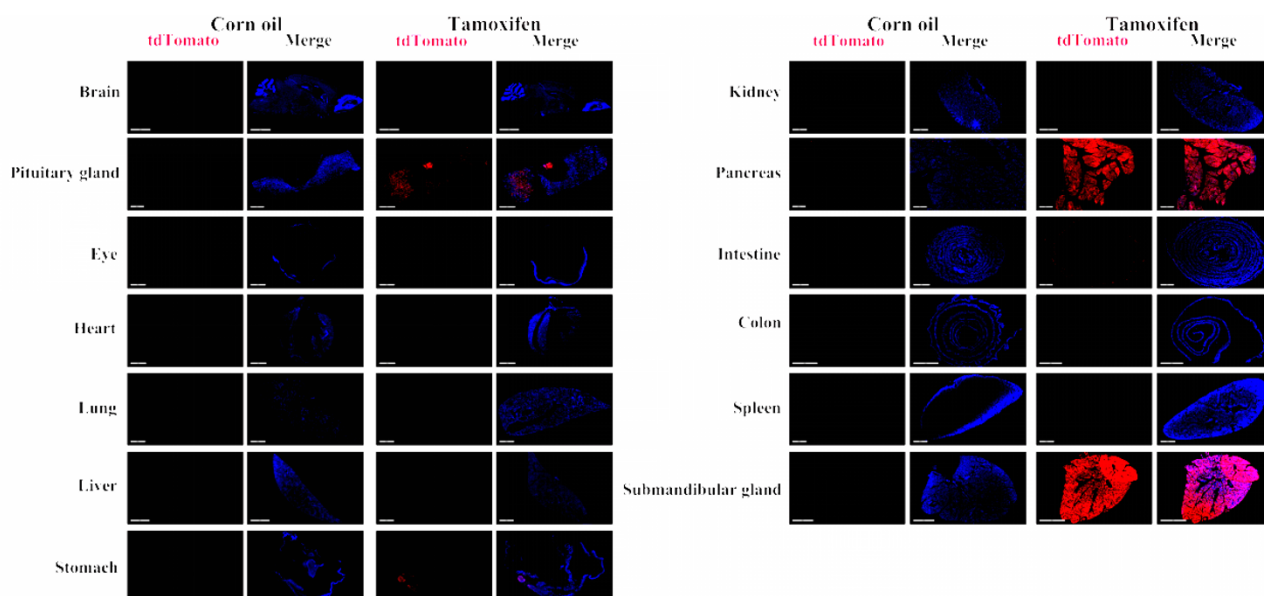 Corn oil Tamoxifen
tdTomato Merge tdTomato Merge
Brain
Pituitary gland
Eye
Heart
Lung
Liver
Stomach
Corn oil Tamoxifen
tdTomato Merge tdTomato Merge
Kidney
Pancreas
Intestine
Colon
Spleen
Submandibular gland